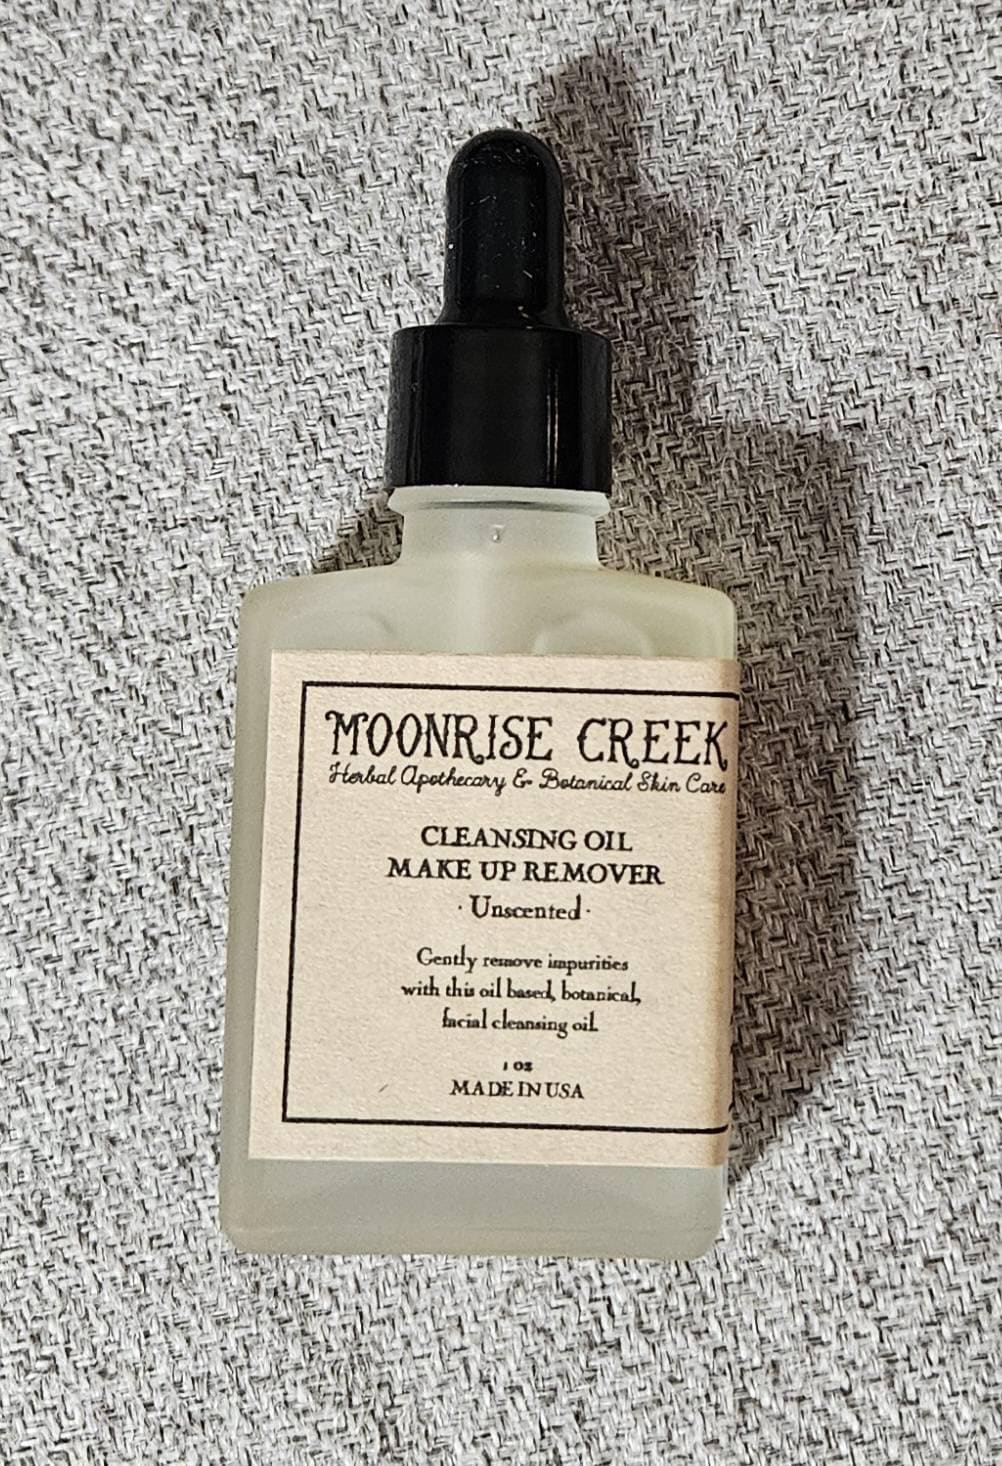 MOONRISE CREEK
Herbal Apothecary & Botanical Skin Care
CLEANSING OIL
MAKE UP REMOVER
· Unscented ·
Gently remove impurities
with this oil based, botanical,
facial cleansing oil.
1 oz
MADE IN USA